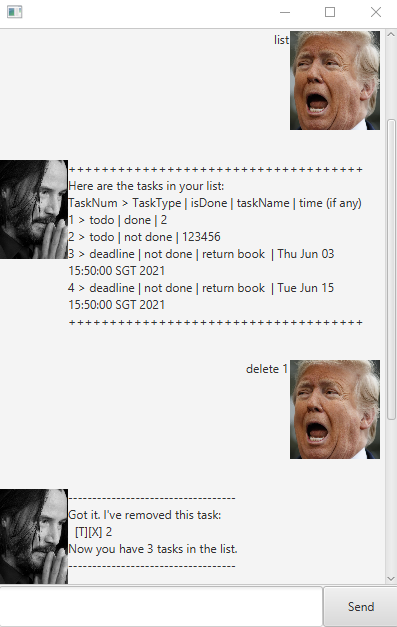 list
++++++++++++++++++++++++++++++++++++
Here are the tasks in your list:
TaskNum > TaskType | isDone | taskName | time (if any)
1 > todo | done | 2
2 > todo | not done | 123456
3 > deadline | not done | return book  | Thu Jun 03
15:50:00 SGT 2021
4 > deadline | not done | return book  | Tue Jun 15
15:50:00 SGT 2021
++++++++++++++++++++++++++++++++++++
delete 1
----------------------------------
Got it. I've removed this task:
  [T][X] 2
Now you have 3 tasks in the list.
----------------------------------
Send